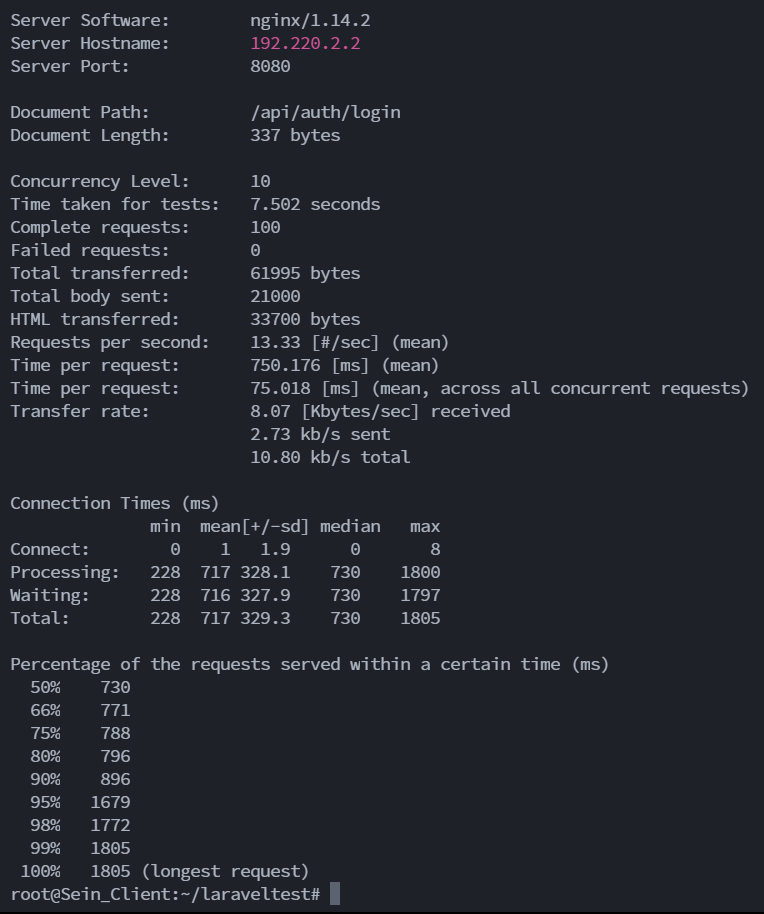 Server Software:        nginx/1.14.2
Server Hostname:        192.220.2.2
Server Port:            8080
Document Path:          /api/auth/login
Document Length:        337 bytes
Concurrency Level:      10
Time taken for tests:   7.502 seconds
Complete requests:      100
Failed requests:        0
Total transferred:      61995 bytes
Total body sent:        21000
HTML transferred:       33700 bytes
Requests per second:    13.33 [#/sec] (mean)
Time per request:       750.176 [ms] (mean)
Time per request:       75.018 [ms] (mean, across all concurrent requests)
Transfer rate:          8.07 [Kbytes/sec] received
                        2.73 kb/s sent
                        10.80 kb/s total
Connection Times (ms)
              min  mean[+/-sd] median   max
Connect:        0    1   1.9      0       8
Processing:   228  717 328.1    730    1800
Waiting:      228  716 327.9    730    1797
Total:        228  717 329.3    730    1805
Percentage of the requests served within a certain time (ms)
  50%    730
  66%    771
  75%    788
  80%    796
  90%    896
  95%   1679
  98%   1772
  99%   1805
 100%   1805 (longest request)
root@Sein_Client:~/laraveltest#